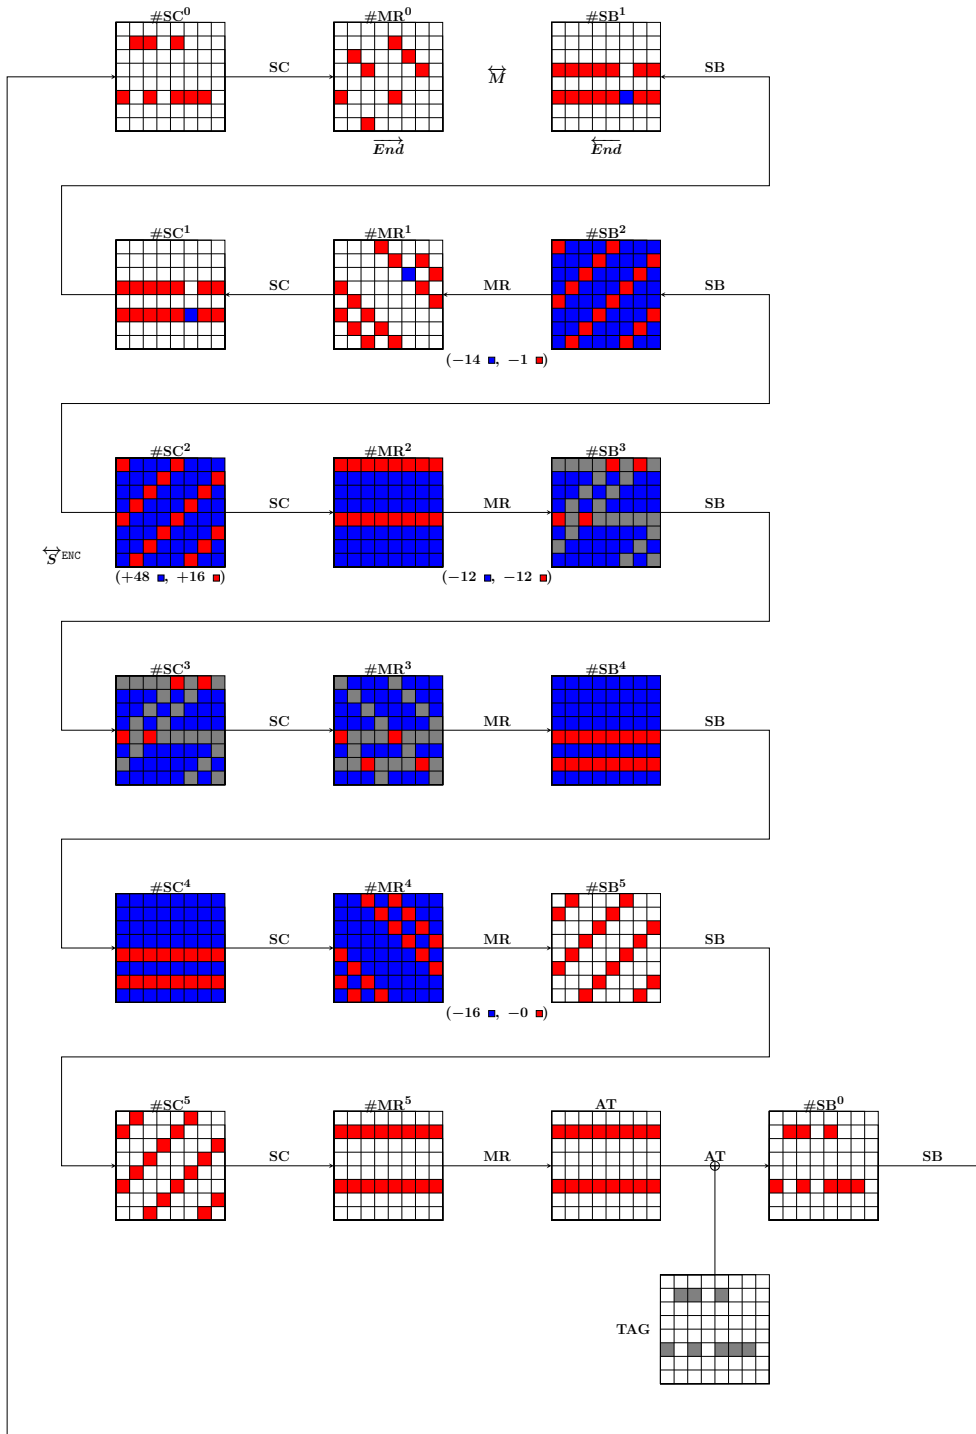 #SC⁰ #MR⁰ #SB¹
SC ↔M SB
→End ←End
#SC¹ #MR¹ #SB²
SC MR SB
(−14 ■, −1 ■)
#SC² #MR² #SB³
SC MR SB
↔S ENC
(+48 ■, +16 ■) (−12 ■, −12 ■)
#SC³ #MR³ #SB⁴
SC MR SB
#SC⁴ #MR⁴ #SB⁵
SC MR SB
(−16 ■, −0 ■)
#SC⁵ #MR⁵ AT #SB⁰
SC MR AT SB
TAG